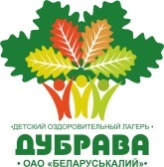 •ДЕТСКИЙ ОЗДОРОВИТЕЛЬНЫЙ ЛАГЕРЬ•
ДУБРАВА
• ОАО «БЕЛАРУСЬКАЛИЙ» •